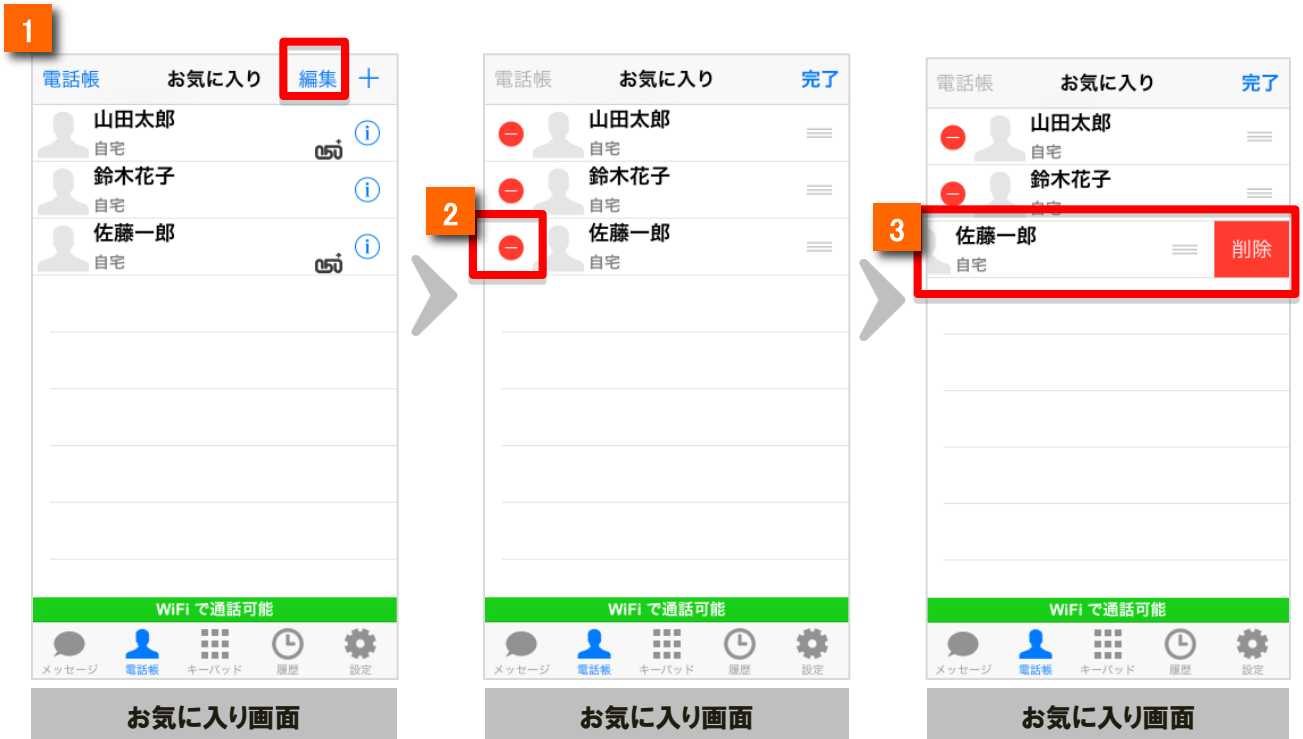 1
電話帳 お気に入り 編集 +
山田太郎
自宅
050+
鈴木花子
自宅
佐藤一郎
自宅
050+
WiFi で通話可能
メッセージ 電話帳 キーパッド 履歴 設定
お気に入り画面
2
電話帳 お気に入り 完了
山田太郎
自宅
鈴木花子
自宅
佐藤一郎
自宅
WiFi で通話可能
メッセージ 電話帳 キーパッド 履歴 設定
お気に入り画面
3
電話帳 お気に入り 完了
山田太郎
自宅
鈴木花子
自宅
佐藤一郎
自宅
削除
WiFi で通話可能
メッセージ 電話帳 キーパッド 履歴 設定
お気に入り画面